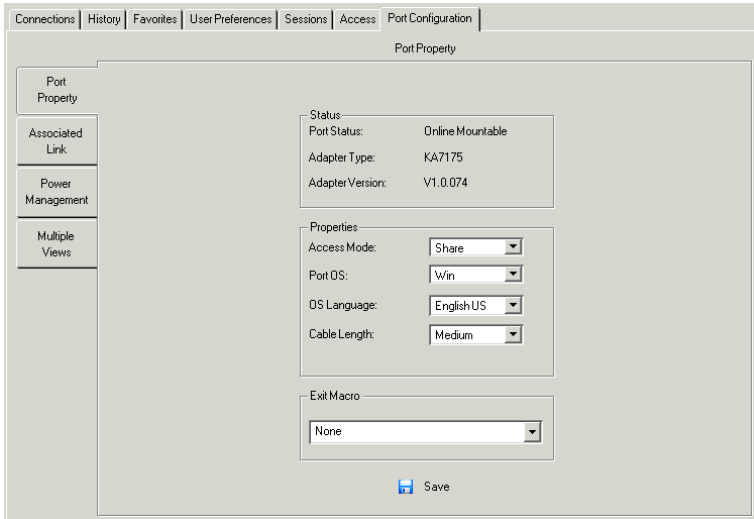 Connections History Favorites User Preferences Sessions Access Port Configuration
Port Property
Port
Property
Associated
Link
Power
Management
Multiple
Views
Status
Port Status: Online Mountable
Adapter Type: KA7175
Adapter Version: V1.0.074
Properties
Access Mode: Share
Port OS: Win
OS Language: English US
Cable Length: Medium
Exit Macro
None
Save